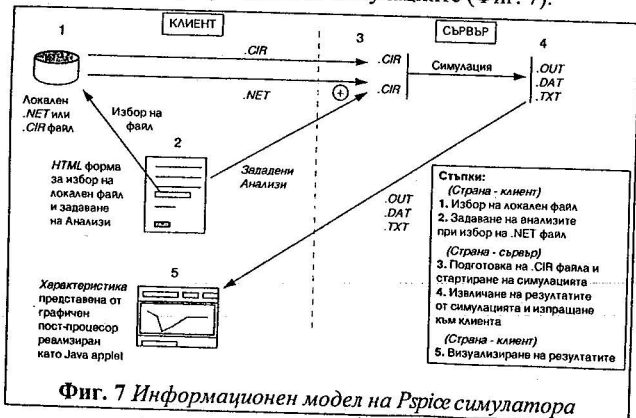 (Фиг. 7).
КЛИЕНТ
СЪРВЪР
1
3
4
.CIR
.CIR
Симулация
.OUT
.DAT
.TXT
.NET
+
.CIR
Локален
.NET или
.CIR файл
Избор на
файл
2
HTML форма
за избор на
локален файл
и задаване
на Анализи
Зададени
Анализи
.OUT
.DAT
.TXT
Стъпки:
(Страна - клиент)
1. Избор на локален файл
2. Задаване на анализите
при избор на .NET файл
(Страна - сървър)
3. Подготовка на .CIR файла и
стартиране на симулацията
4. Извличане на резултатите
от симулацията и изпращане
към клиента
(Страна - клиент)
5. Визуализиране на резултатите
5
Характеристика
представена от
графичен
пост-процесор
реализиран
като Java applet
Фиг. 7 Информационен модел на Pspice симулатора